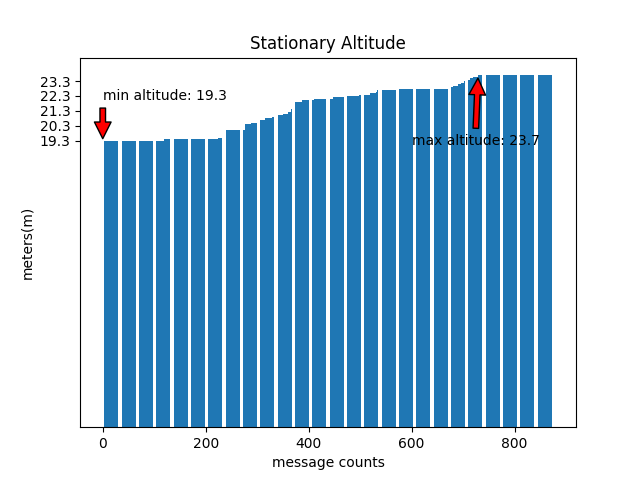 Stationary Altitude
23.3
22.3
21.3
20.3
19.3
min altitude: 19.3
max altitude: 23.7
meters(m)
0 200 400 600 800
message counts